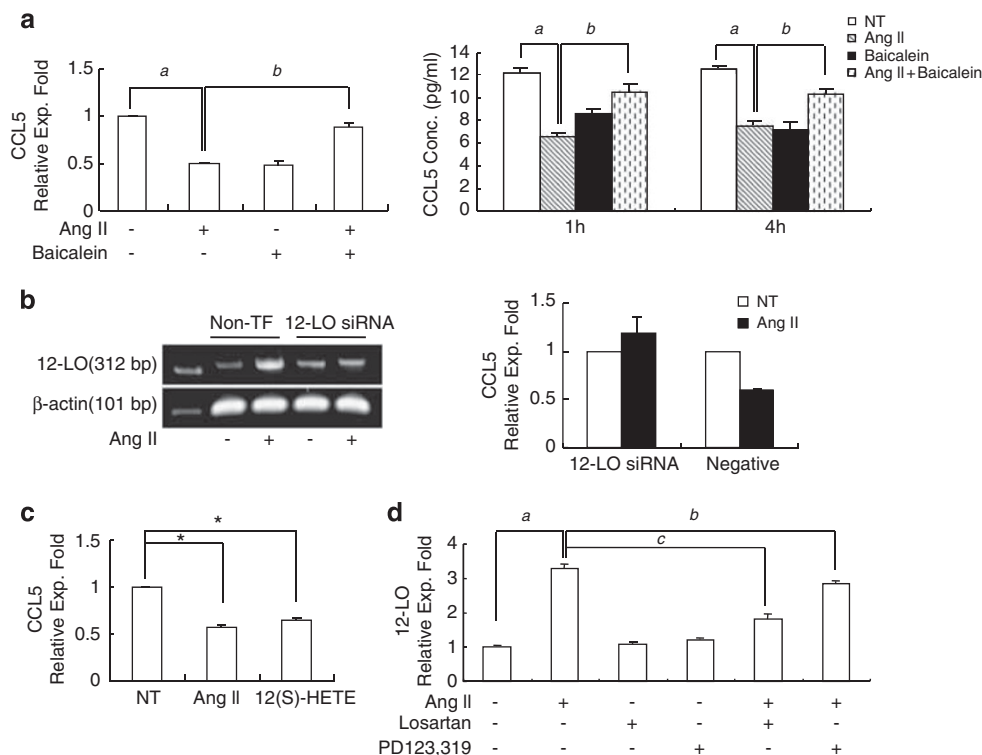 a
CCL5
Relative Exp. Fold
1.5
1
0.5
0
a
b
Ang II - + - +
Baicalein - - + +
CCL5 Conc. (pg/ml)
14
12
10
8
6
4
2
0
a b a b
1h 4h
NT
Ang II
Baicalein
Ang II+Baicalein
b
Non-TF 12-LO siRNA
12-LO(312 bp)
β-actin(101 bp)
Ang II - + - +
CCL5
Relative Exp. Fold
1.5
1
0.5
0
NT
Ang II
12-LO siRNA Negative
c
CCL5
Relative Exp. Fold
1.5
1
0.5
0
*
*
NT Ang II 12(S)-HETE
d
12-LO
Relative Exp. Fold
4
3
2
1
0
a
b
c
Ang II - + - - + +
Losartan - - + - + -
PD123,319 - - - + - +